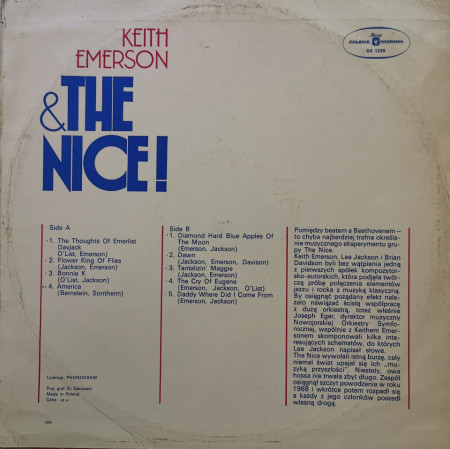 KEITH
EMERSON
& THE
NICE!
Muza
POLSKIE NAGRANIA
SX 1239
Side A
1. The Thoughts Of Emerlist
Davjack
O'List, Emerson)
2. Flower King Of Flies
(Jackson, Emerson)
3. Bonnie K
(O'List, Jackson)
4. America
(Bernstein, Sontheim)
Side B
1. Diamond Hard Blue Apples Of
The Moon
(Emerson, Jackson)
2. Dawn
(Jackson, Emerson, Davison)
3. Tantalizin' Maggie
(Jackson, Emerson)
4. The Cry Of Eugene
(Emerson, Jackson, O'List)
5. Daddy Where Did I Come From
(Emerson, Jackson)
Pomiędzy beatem a Beethovenem —
to chyba najbardziej trafne określe-
nie muzycznego eksperymentu gru-
py The Nice.
Keith Emerson, Lee Jackson i Brian
Davidson byli bez wątpienia jedną
z pierwszych spółek kompozytor-
sko-autorskich, która podjęła twór-
czą próbę połączenia elementów
jazzu i rocka z muzyką klasyczną.
By osiągnąć pożądany efekt nale-
żało nawiązać ścisłą współpracę
z dużą orkiestrą, toteż właśnie
Joseph Eger, dyrektor muzyczny
Nowojorskiej Orkiestry Symfo-
nicznej, wspólnie z Keithem Emer-
sonem skomponowali kilka inte-
resujących schematów, do których
Lee Jackson napisał słowa.
The Nice wywołali istną burzę, cały
niemal świat upajał się ich „mu-
zyką przyszłości". Niestety, owa
hossa nie trwała zbyt długo. Zespół
osiągnął szczyt powodzenia w roku
1968 i wkrótce potem rozpadł się
a każdy z jego członków poszedł
własną drogą.
Licencja: PHONOGRAM
Proj. graf. St. Żakowski
Made in Poland
Cena